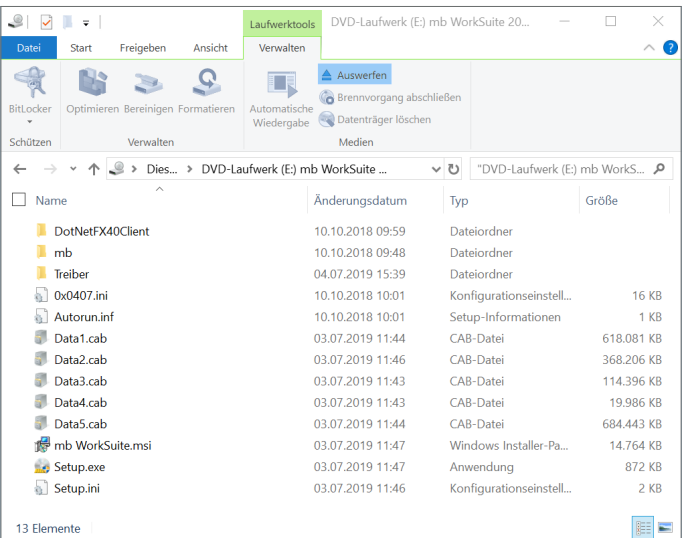 Laufwerktools DVD-Laufwerk (E:) mb WorkSuite 20...
Datei Start Freigeben Ansicht Verwalten
BitLocker Optimieren Bereinigen Formatieren Automatische Wiedergabe Auswerfen
Brennvorgang abschließen
Datenträger löschen
Schützen Verwalten Medien
Dies... DVD-Laufwerk (E:) mb WorkSuite ... "DVD-Laufwerk (E:) mb WorkS...
Name Änderungsdatum Typ Größe
DotNetFX40Client 10.10.2018 09:59 Dateiordner
mb 10.10.2018 09:48 Dateiordner
Treiber 04.07.2019 15:39 Dateiordner
0x0407.ini 10.10.2018 10:01 Konfigurationseinstell... 16 KB
Autorun.inf 10.10.2018 10:01 Setup-Informationen 1 KB
Data1.cab 03.07.2019 11:44 CAB-Datei 618.081 KB
Data2.cab 03.07.2019 11:46 CAB-Datei 368.206 KB
Data3.cab 03.07.2019 11:43 CAB-Datei 114.396 KB
Data4.cab 03.07.2019 11:43 CAB-Datei 19.986 KB
Data5.cab 03.07.2019 11:44 CAB-Datei 684.443 KB
mb WorkSuite.msi 03.07.2019 11:47 Windows Installer-Pa... 14.764 KB
Setup.exe 03.07.2019 11:47 Anwendung 872 KB
Setup.ini 03.07.2019 11:46 Konfigurationseinstell... 2 KB
13 Elemente